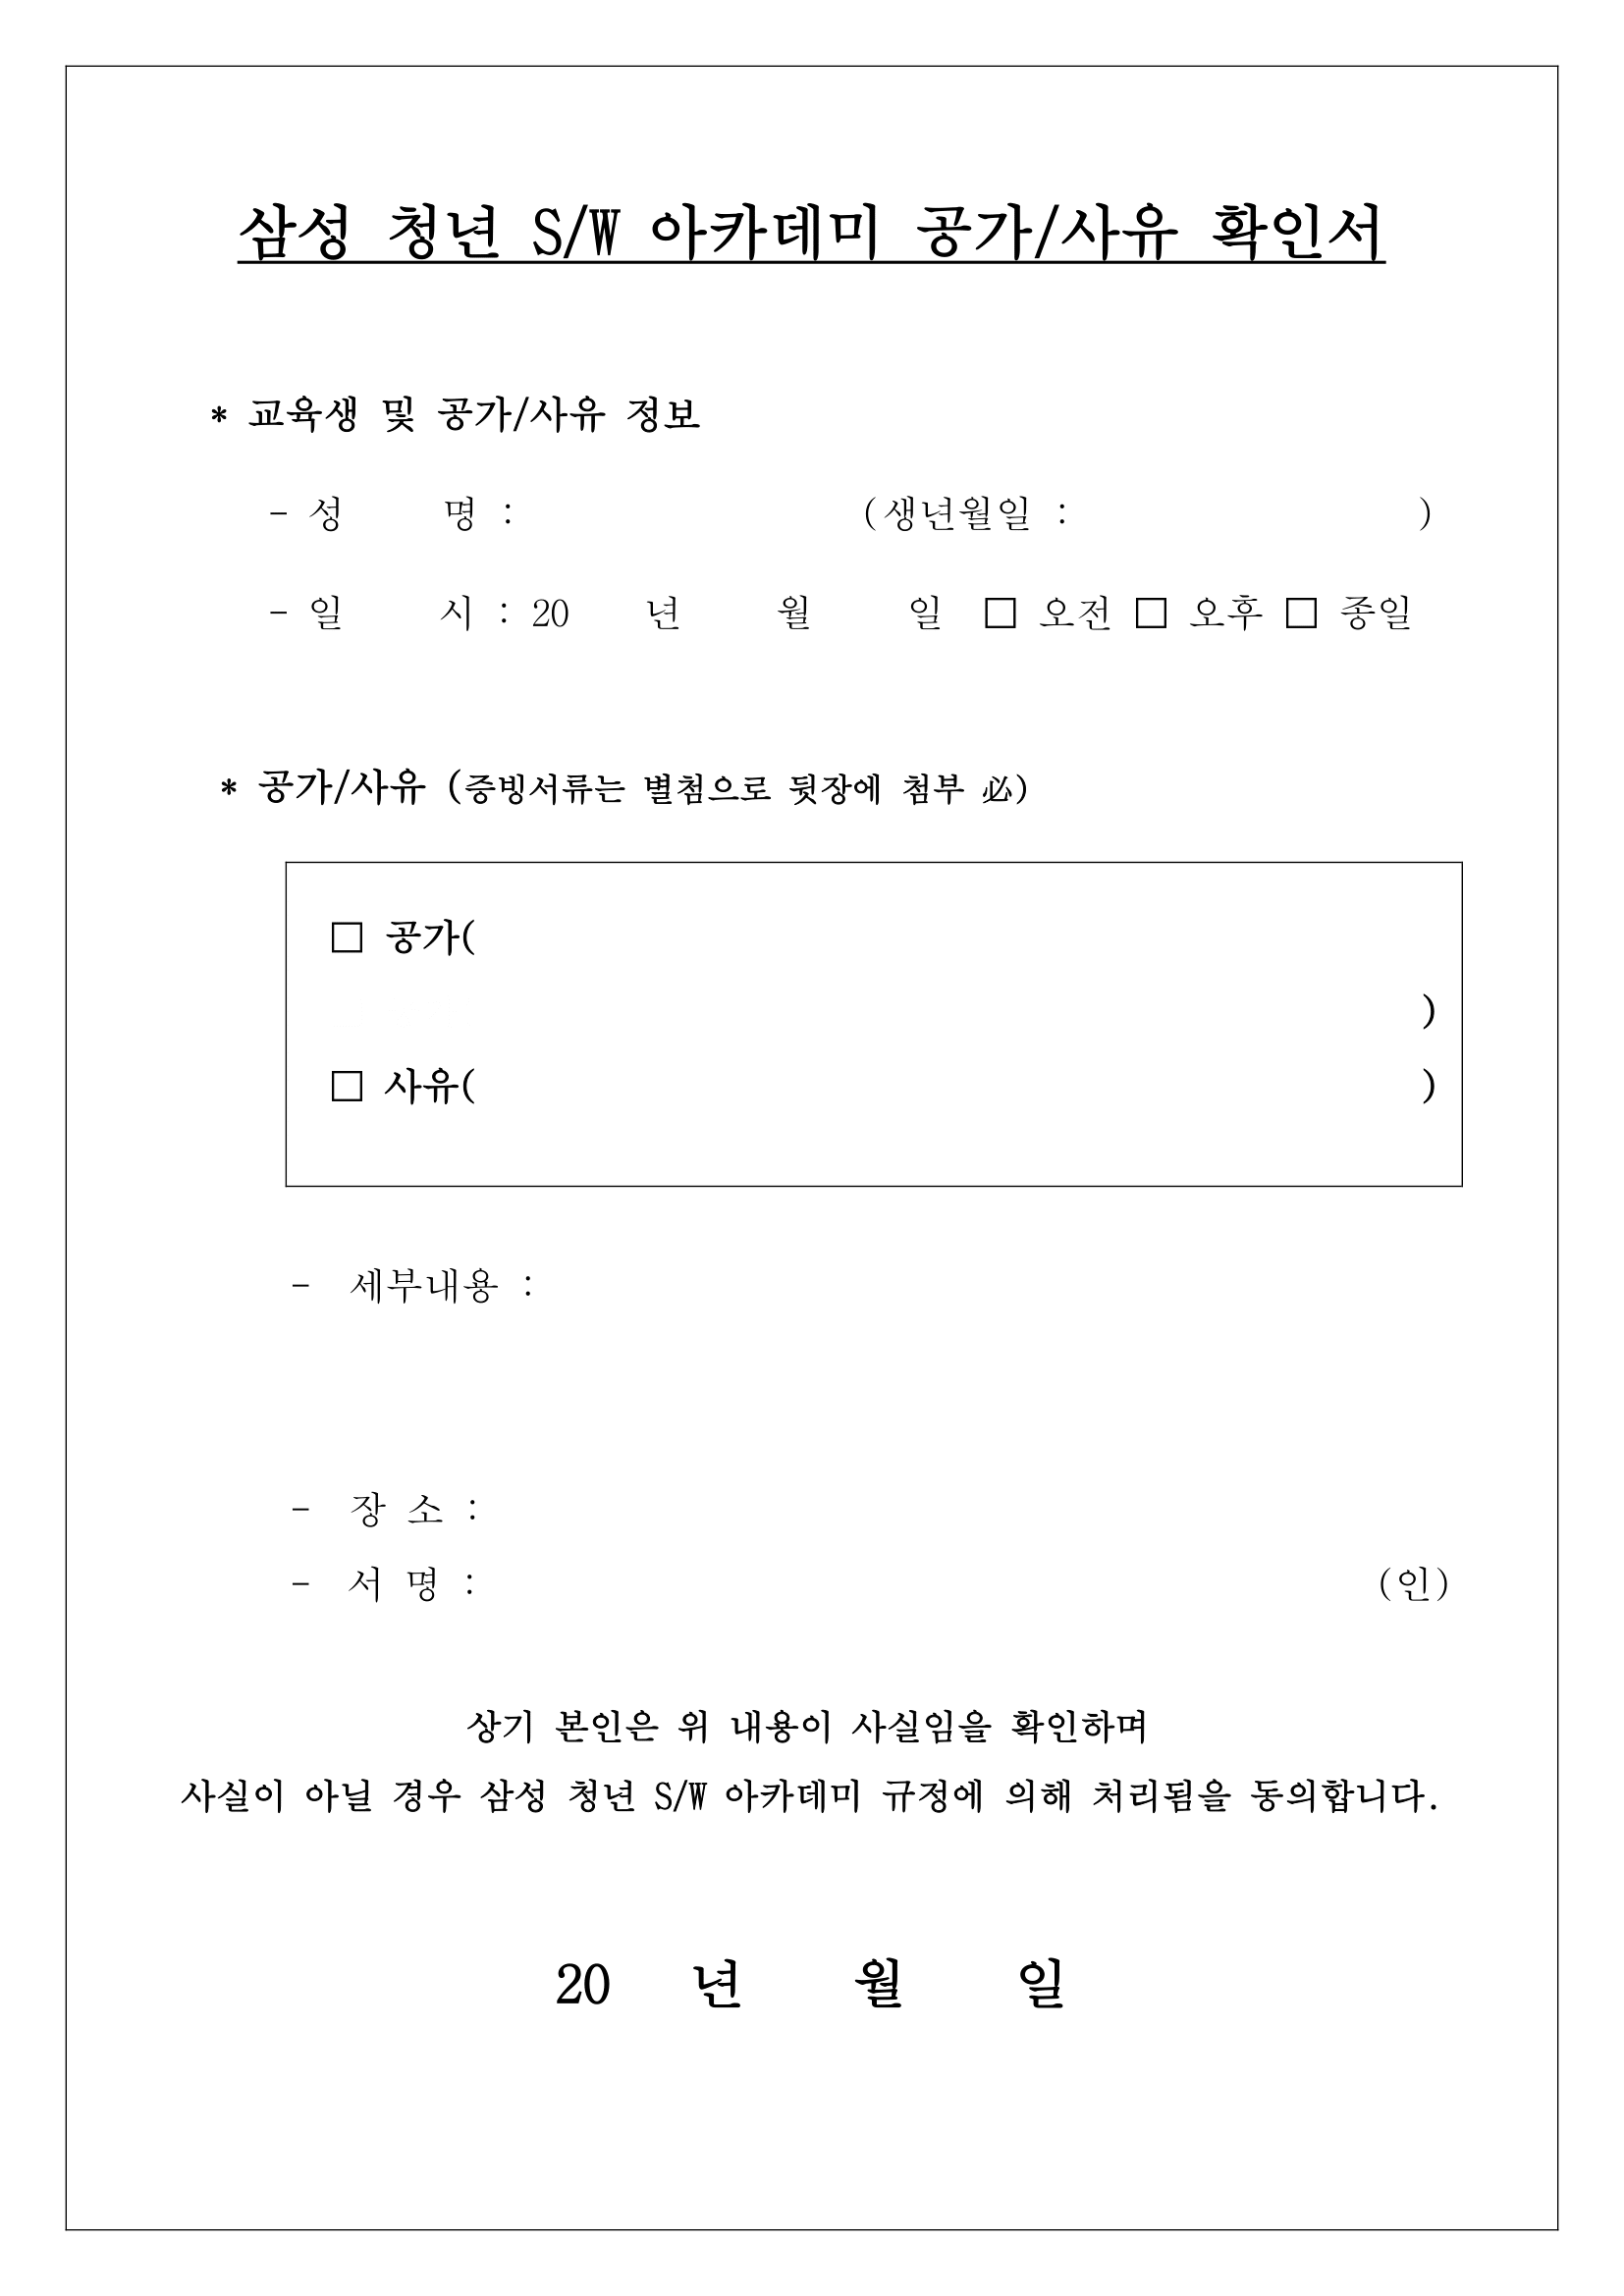 삼성 청년 S/W 아카데미 공가/사유 확인서
* 교육생 및 공가/사유 정보
- 성 명 : (생년월일 : )
- 일 시 : 20 년 월 일 □ 오전 □ 오후 □ 종일
* 공가/사유 (증빙서류는 별첨으로 뒷장에 첨부 必)
□ 공가(
)
□ 사유( )
- 세부내용 :
- 장 소 :
- 서 명 : (인)
상기 본인은 위 내용이 사실임을 확인하며
사실이 아닐 경우 삼성 청년 S/W 아카데미 규정에 의해 처리됨을 동의합니다.
20 년 월 일